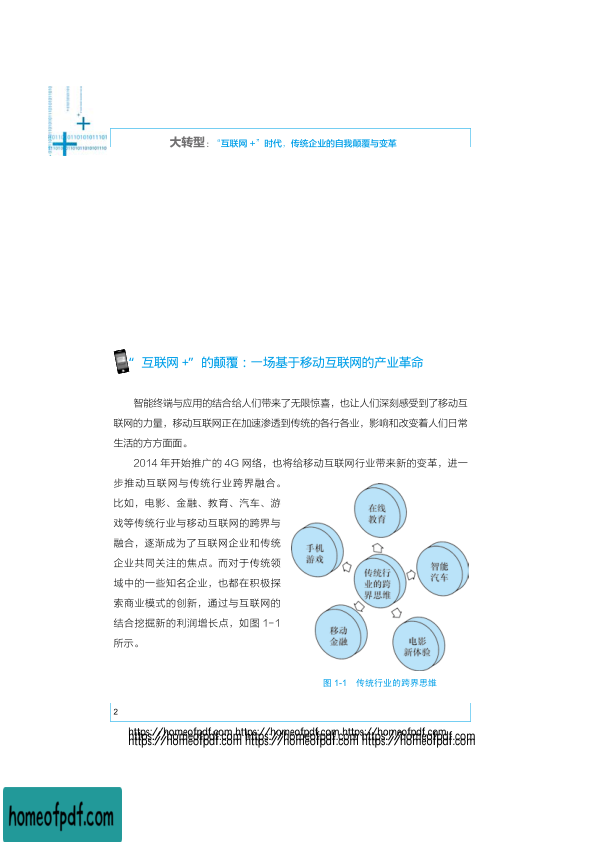 大转型：“互联网 +”时代，传统企业的自我颠覆与变革
“互联网 +”的颠覆：一场基于移动互联网的产业革命
智能终端与应用的结合给人们带来了无限惊喜，也让人们深刻感受到了移动互
联网的力量，移动互联网正在加速渗透到传统的各行各业，影响和改变着人们日常
生活的方方面面。
2014 年开始推广的 4G 网络，也将给移动互联网行业带来新的变革，进一
步推动互联网与传统行业跨界融合。
比如，电影、金融、教育、汽车、游
戏等传统行业与移动互联网的跨界与
融合，逐渐成为了互联网企业和传统
企业共同关注的焦点。而对于传统领
域中的一些知名企业，也都在积极探
索商业模式的创新，通过与互联网的
结合挖掘新的利润增长点，如图 1-1
所示。
在线
教育
手机
游戏
智能
汽车
传统行
业的跨
界思维
移动
金融
电影
新体验
图 1-1 传统行业的跨界思维
2
https://homeofpdf.com https://homeofpdf.com https://homeofpdf.com
https://homeofpdf.com https://homeofpdf.com https://homeofpdf.com
homeofpdf.com